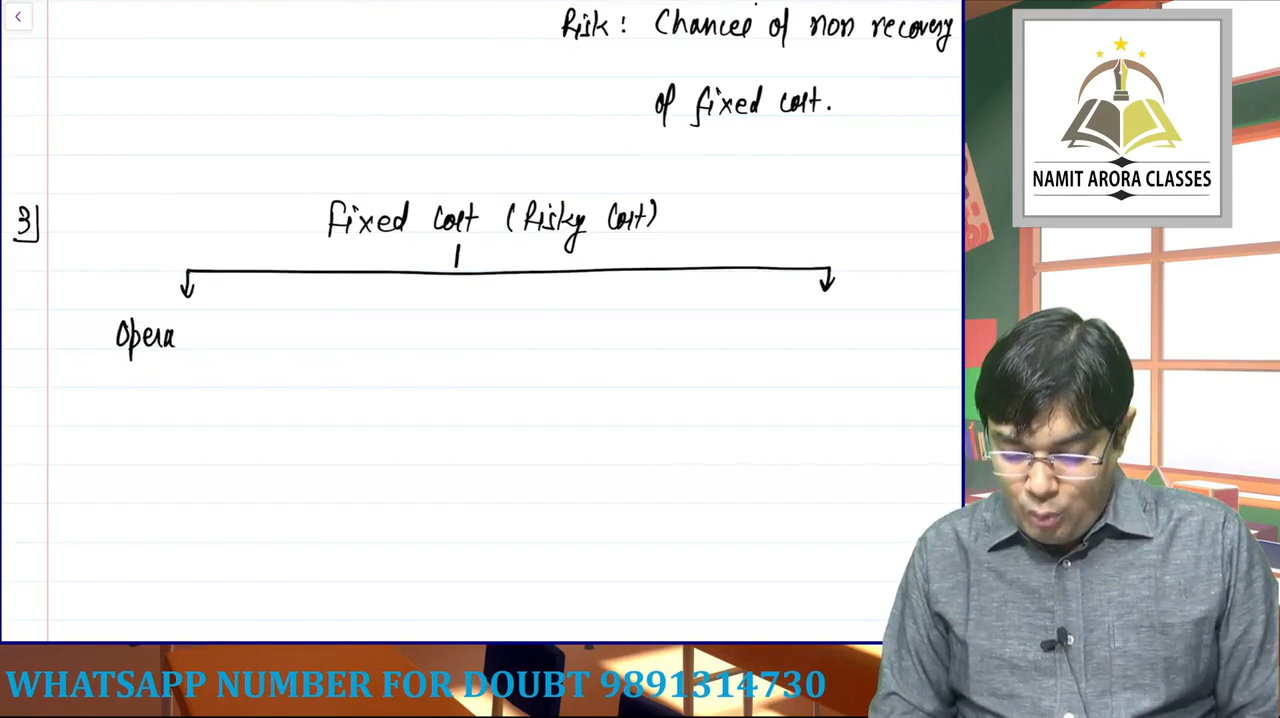 Risk: Chances of non recovery
of fixed cost.
3]
Fixed cost (Risky cost)
Opera
NAMIT ARORA CLASSES
WHATSAPP NUMBER FOR DOUBT 9891314730